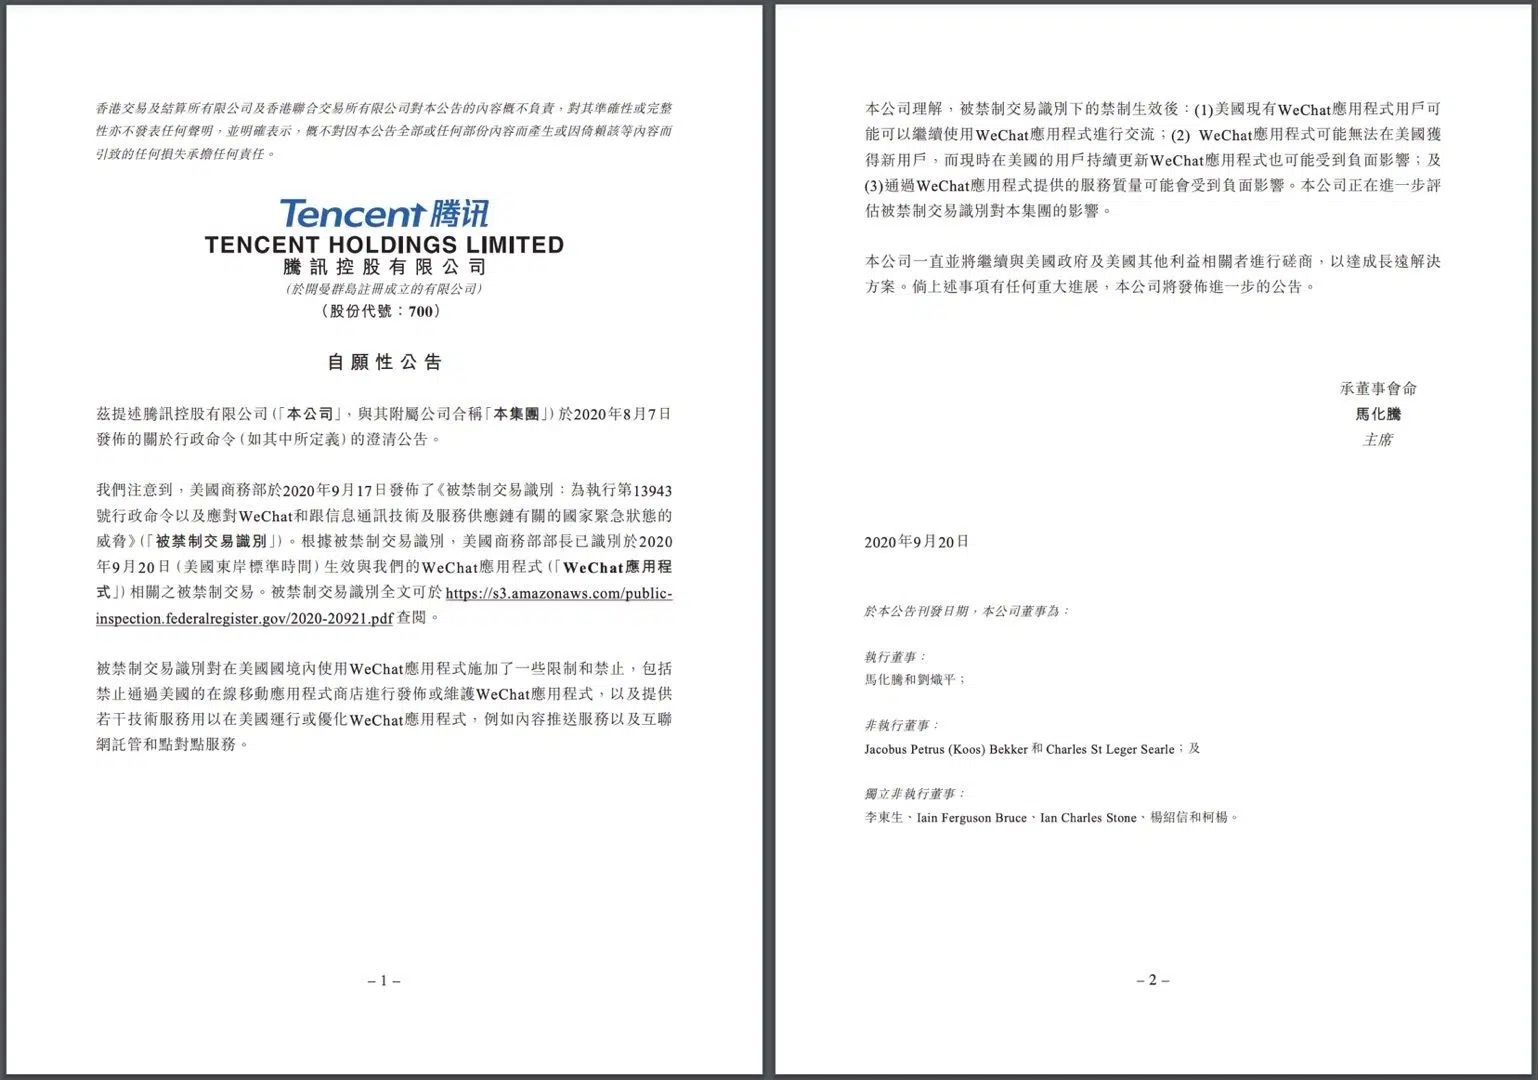 香港交易及結算所有限公司及香港聯合交易所有限公司對本公告的內容概不負責，對其準確性或完整
性亦不發表任何聲明，並明確表示，概不對因本公告全部或任何部份內容而產生或因倚賴該等內容而
引致的任何損失承擔任何責任。
Tencent 腾讯
TENCENT HOLDINGS LIMITED
騰訊控股有限公司
(於開曼群島註冊成立的有限公司)
(股份代號：700)
自願性公告
茲提述騰訊控股有限公司(「本公司」，與其附屬公司合稱「本集團」)於2020年8月7日
發佈的關於行政命令(如其中所定義)的澄清公告。
我們注意到，美國商務部於2020年9月17日發佈了《被禁制交易識別：為執行第13943
號行政命令以及應對WeChat和跟信息通訊技術及服務供應鏈有關的國家緊急狀態的
威脅》(「被禁制交易識別」)。根據被禁制交易識別，美國商務部部長已識別於2020
年9月20日(美國東岸標準時間)生效與我們的WeChat應用程式(「WeChat應用程
式」)相關之被禁制交易。被禁制交易識別全文可於https://s3.amazonaws.com/public-
inspection.federalregister.gov/2020-20921.pdf查閱。
被禁制交易識別對在美國國境內使用WeChat應用程式施加了一些限制和禁止，包括
禁止通過美國的在線移動應用程式商店進行發佈或維護WeChat應用程式，以及提供
若干技術服務用以在美國運行或優化WeChat應用程式，例如內容推送服務以及互聯
網託管和點對點服務。
– 1 –
本公司理解，被禁制交易識別下的禁制生效後：(1)美國現有WeChat應用程式用戶可
能可以繼續使用WeChat應用程式進行交流；(2) WeChat應用程式可能無法在美國獲
得新用戶，而現時在美國的用戶持續更新WeChat應用程式也可能受到負面影響；及
(3)通過WeChat應用程式提供的服務質量可能會受到負面影響。本公司正在進一步評
估被禁制交易識別對本集團的影響。
本公司一直並將繼續與美國政府及美國其他利益相關者進行磋商，以達成長遠解決
方案。倘上述事項有任何重大進展，本公司將發佈進一步的公告。
承董事會命
馬化騰
主席
2020年9月20日
於本公告刊發日期，本公司董事為：
執行董事：
馬化騰和劉熾平；
非執行董事：
Jacobus Petrus (Koos) Bekker 和 Charles St Leger Searle；及
獨立非執行董事：
李東生、Iain Ferguson Bruce、Ian Charles Stone、楊紹信和柯楊。
– 2 –